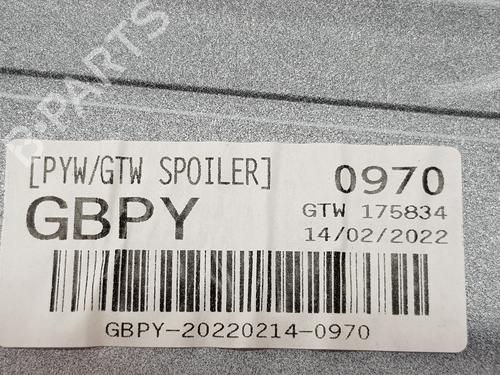 B-PARTS
[PYW/GTW SPOILER] 0970
GBPY GTW 175834
14/02/2022
GBPY-20220214-0970